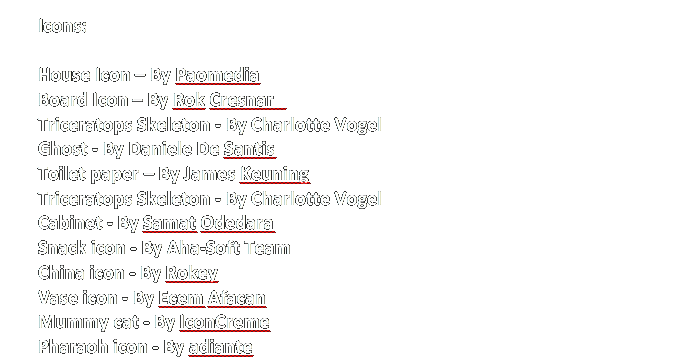 Icons:
House Icon – By Paomedia
Board Icon – By Rok Cresnar
Triceratops Skeleton - By Charlotte Vogel
Ghost - By Daniele De Santis
Toilet paper – By James Keuning
Triceratops Skeleton - By Charlotte Vogel
Cabinet - By Samat Odedara
Snack icon - By Aha-Soft Team
China icon - By Rokey
Vase icon - By Ecem Afacan
Mummy cat - By IconCreme
Pharaoh icon - By adiante